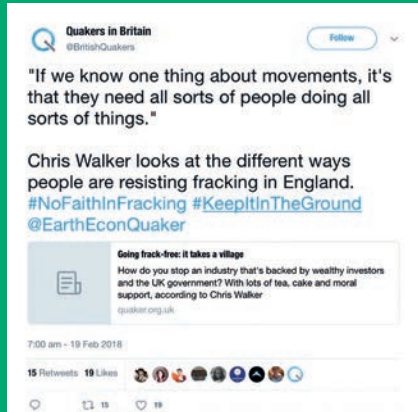 Quakers in Britain
@BritishQuakers
Follow
"If we know one thing about movements, it's
that they need all sorts of people doing all
sorts of things."
Chris Walker looks at the different ways
people are resisting fracking in England.
#NoFaithInFracking #KeepItInTheGround
@EarthEconQuaker
Going frack-free: it takes a village
How do you stop an industry that's backed by wealthy investors
and the UK government? With lots of tea, cake and moral
support, according to Chris Walker
quaker.org.uk
7:00 am - 19 Feb 2018
15 Retweets 19 Likes
15 19